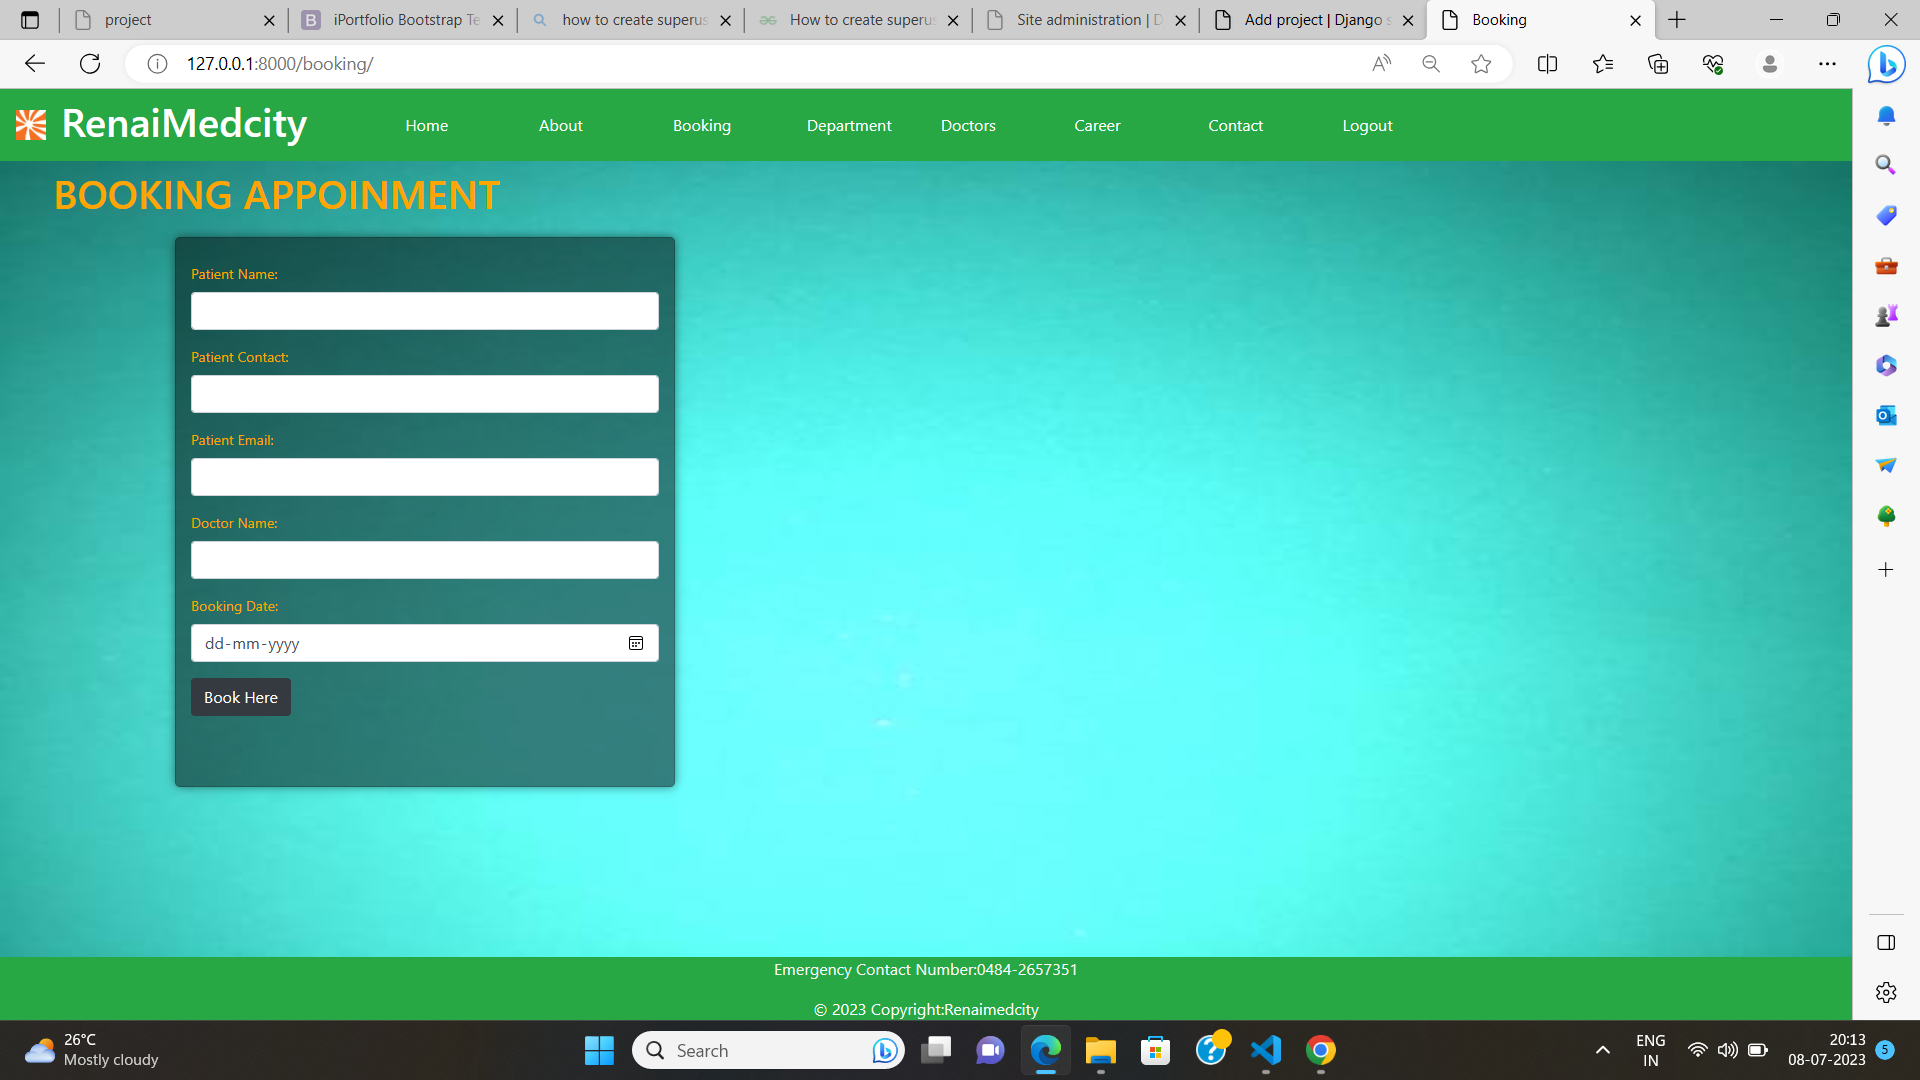 project
iPortfolio Bootstrap Te
how to create superus
How to create superus
Site administration | D
Add project | Django s
Booking
127.0.0.1:8000/booking/
RenaiMedcity
Home
About
Booking
Department
Doctors
Career
Contact
Logout
BOOKING APPOINMENT
Patient Name:
Patient Contact:
Patient Email:
Doctor Name:
Booking Date:
dd-mm-yyyy
Book Here
Emergency Contact Number:0484-2657351
© 2023 Copyright:Renaimedcity
26°C
Mostly cloudy
Search
ENG
IN
20:13
08-07-2023
5